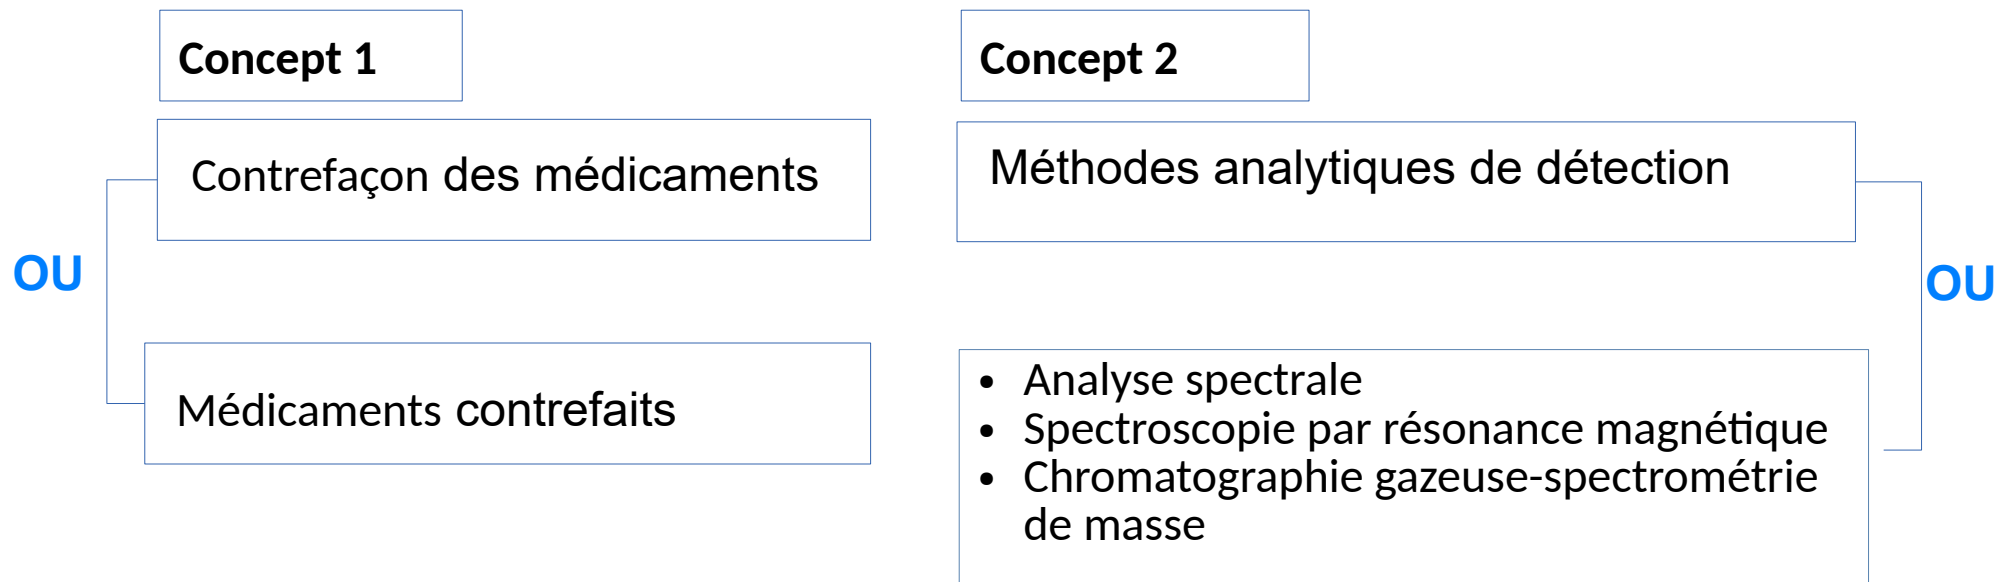 Concept 1
Contrefaçon des médicaments
OU
Médicaments contrefaits
Concept 2
Méthodes analytiques de détection
OU
• Analyse spectrale
• Spectroscopie par résonance magnétique
• Chromatographie gazeuse-spectrométrie
de masse